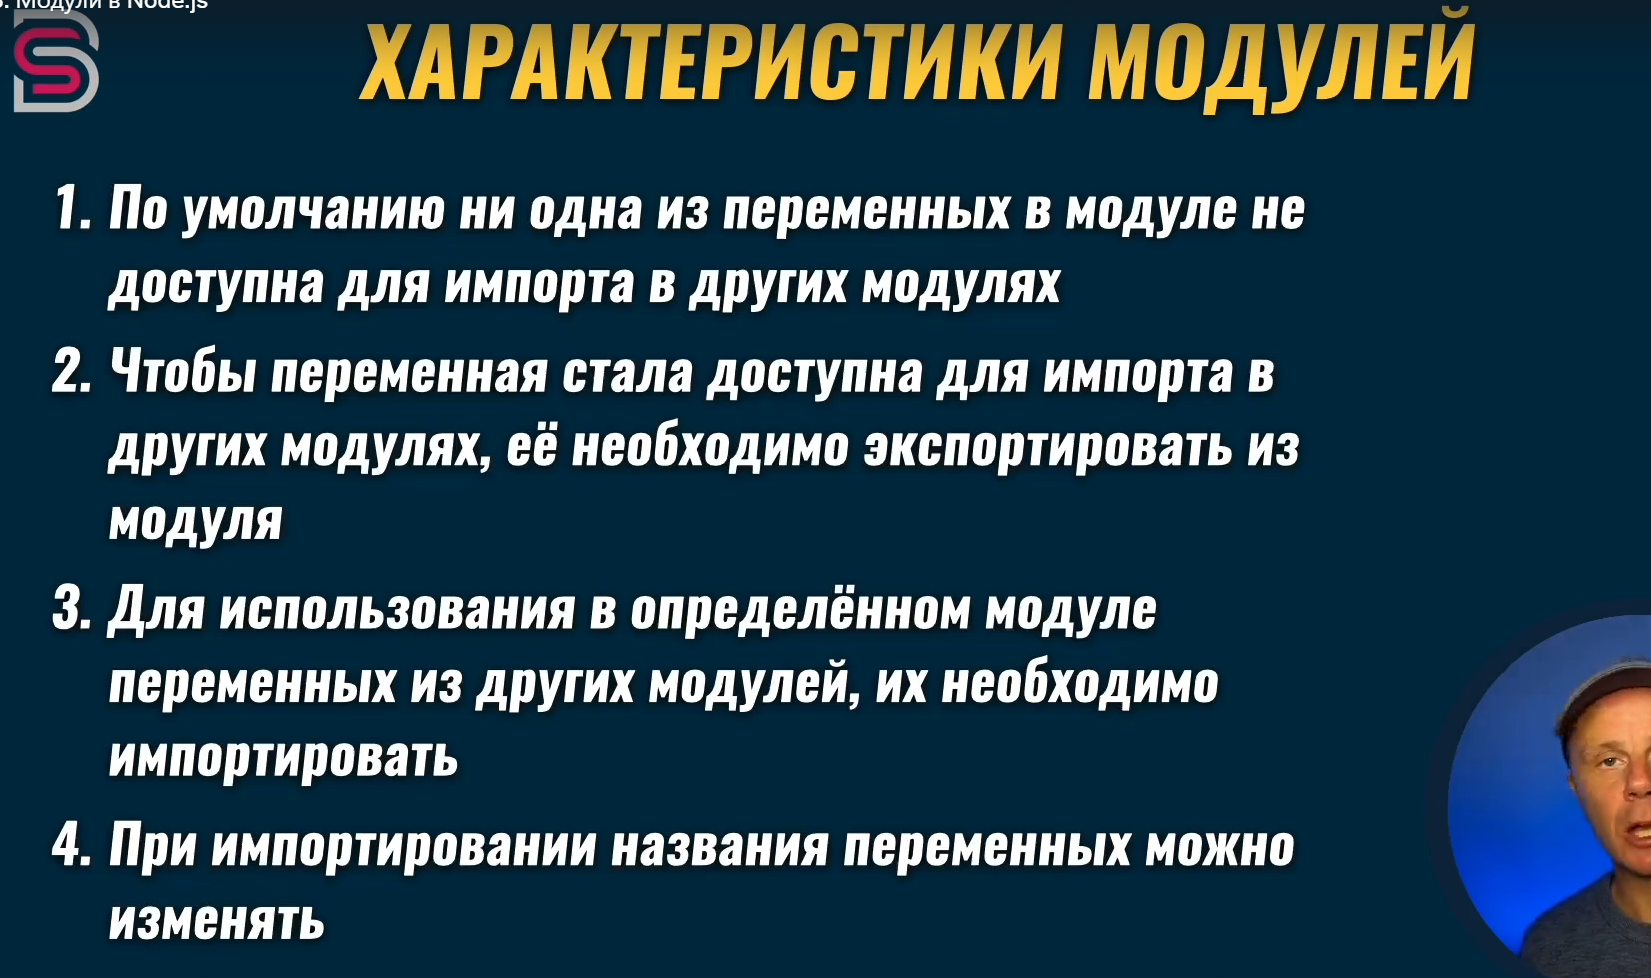 3. Модули в Node.js
ХАРАКТЕРИСТИКИ МОДУЛЕЙ
1. По умолчанию ни одна из переменных в модуле не
доступна для импорта в других модулях
2. Чтобы переменная стала доступна для импорта в
других модулях, её необходимо экспортировать из
модуля
3. Для использования в определённом модуле
переменных из других модулей, их необходимо
импортировать
4. При импортировании названия переменных можно
изменять